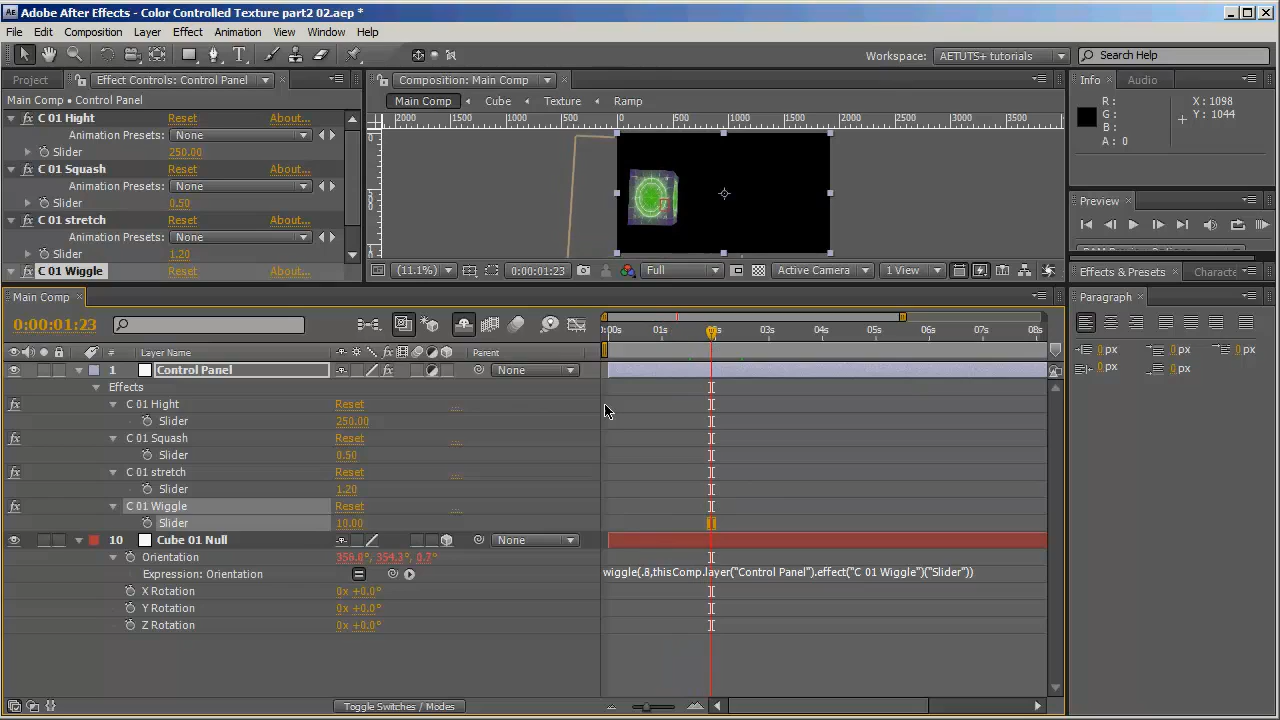 Adobe After Effects - Color Controlled Texture part2 02.aep *
File Edit Composition Layer Effect Animation View Window Help
Workspace: AETUTS+ tutorials Search Help
Project Effect Controls: Control Panel Composition: Main Comp Info Audio
Main Comp • Control Panel
Main Comp Cube Texture Ramp
C 01 Hight Reset About...
Animation Presets: None
Slider 250.00
C 01 Squash Reset About...
Animation Presets: None
Slider 0.50
C 01 stretch Reset About...
Animation Presets: None
Slider 1.20
C 01 Wiggle Reset About...
2000 1500 1000 500 0 500 1000 1500 2000 2500 3000 3500
(11.1%) 0:00:01:23 Full Active Camera 1 View
R:
G:
B:
A: 0
X: 1098
Y: 1044
Preview
Effects & Presets Characte
Paragraph
0 px 0 px 0 px
0 px 0 px
Main Comp
0:00:01:23
0:00s 01s 02s 03s 04s 05s 06s 07s 08s
# Layer Name Parent
1 Control Panel None
Effects
C 01 Hight Reset ...
Slider 250.00
C 01 Squash Reset ...
Slider 0.50
C 01 stretch Reset ...
Slider 1.20
C 01 Wiggle Reset ...
Slider 10.00
10 Cube 01 Null None
Orientation 356.8°, 354.3°, 0.7°
Expression: Orientation wiggle(.8,thisComp.layer("Control Panel").effect("C 01 Wiggle")("Slider"))
X Rotation 0x +0.0°
Y Rotation 0x +0.0°
Z Rotation 0x +0.0°
Toggle Switches / Modes